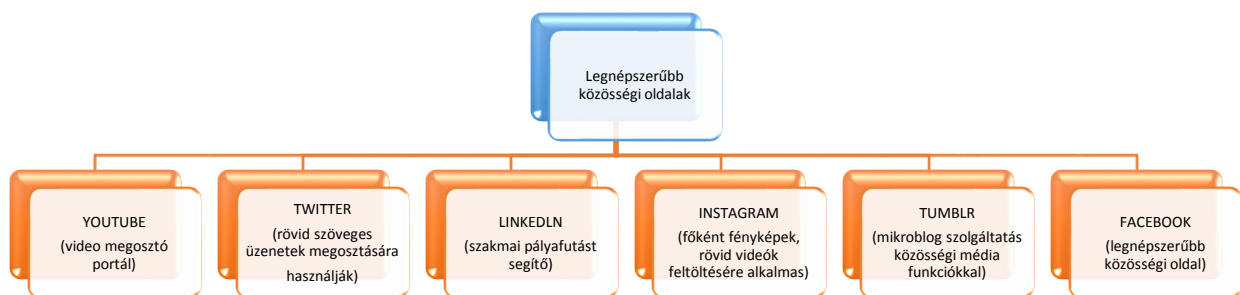 Legnépszerűbb
közösségi oldalak
YOUTUBE
(video megosztó
portál)
TWITTER
(rövid szöveges
üzenetek megosztására
használják)
LINKEDLN
(szakmai pályafutást
segítő)
INSTAGRAM
(főként fényképek,
rövid videók
feltöltésére alkalmas)
TUMBLR
(mikroblog szolgáltatás
közösségi média
funkciókkal)
FACEBOOK
(legnépszerűbb
közösségi oldal)